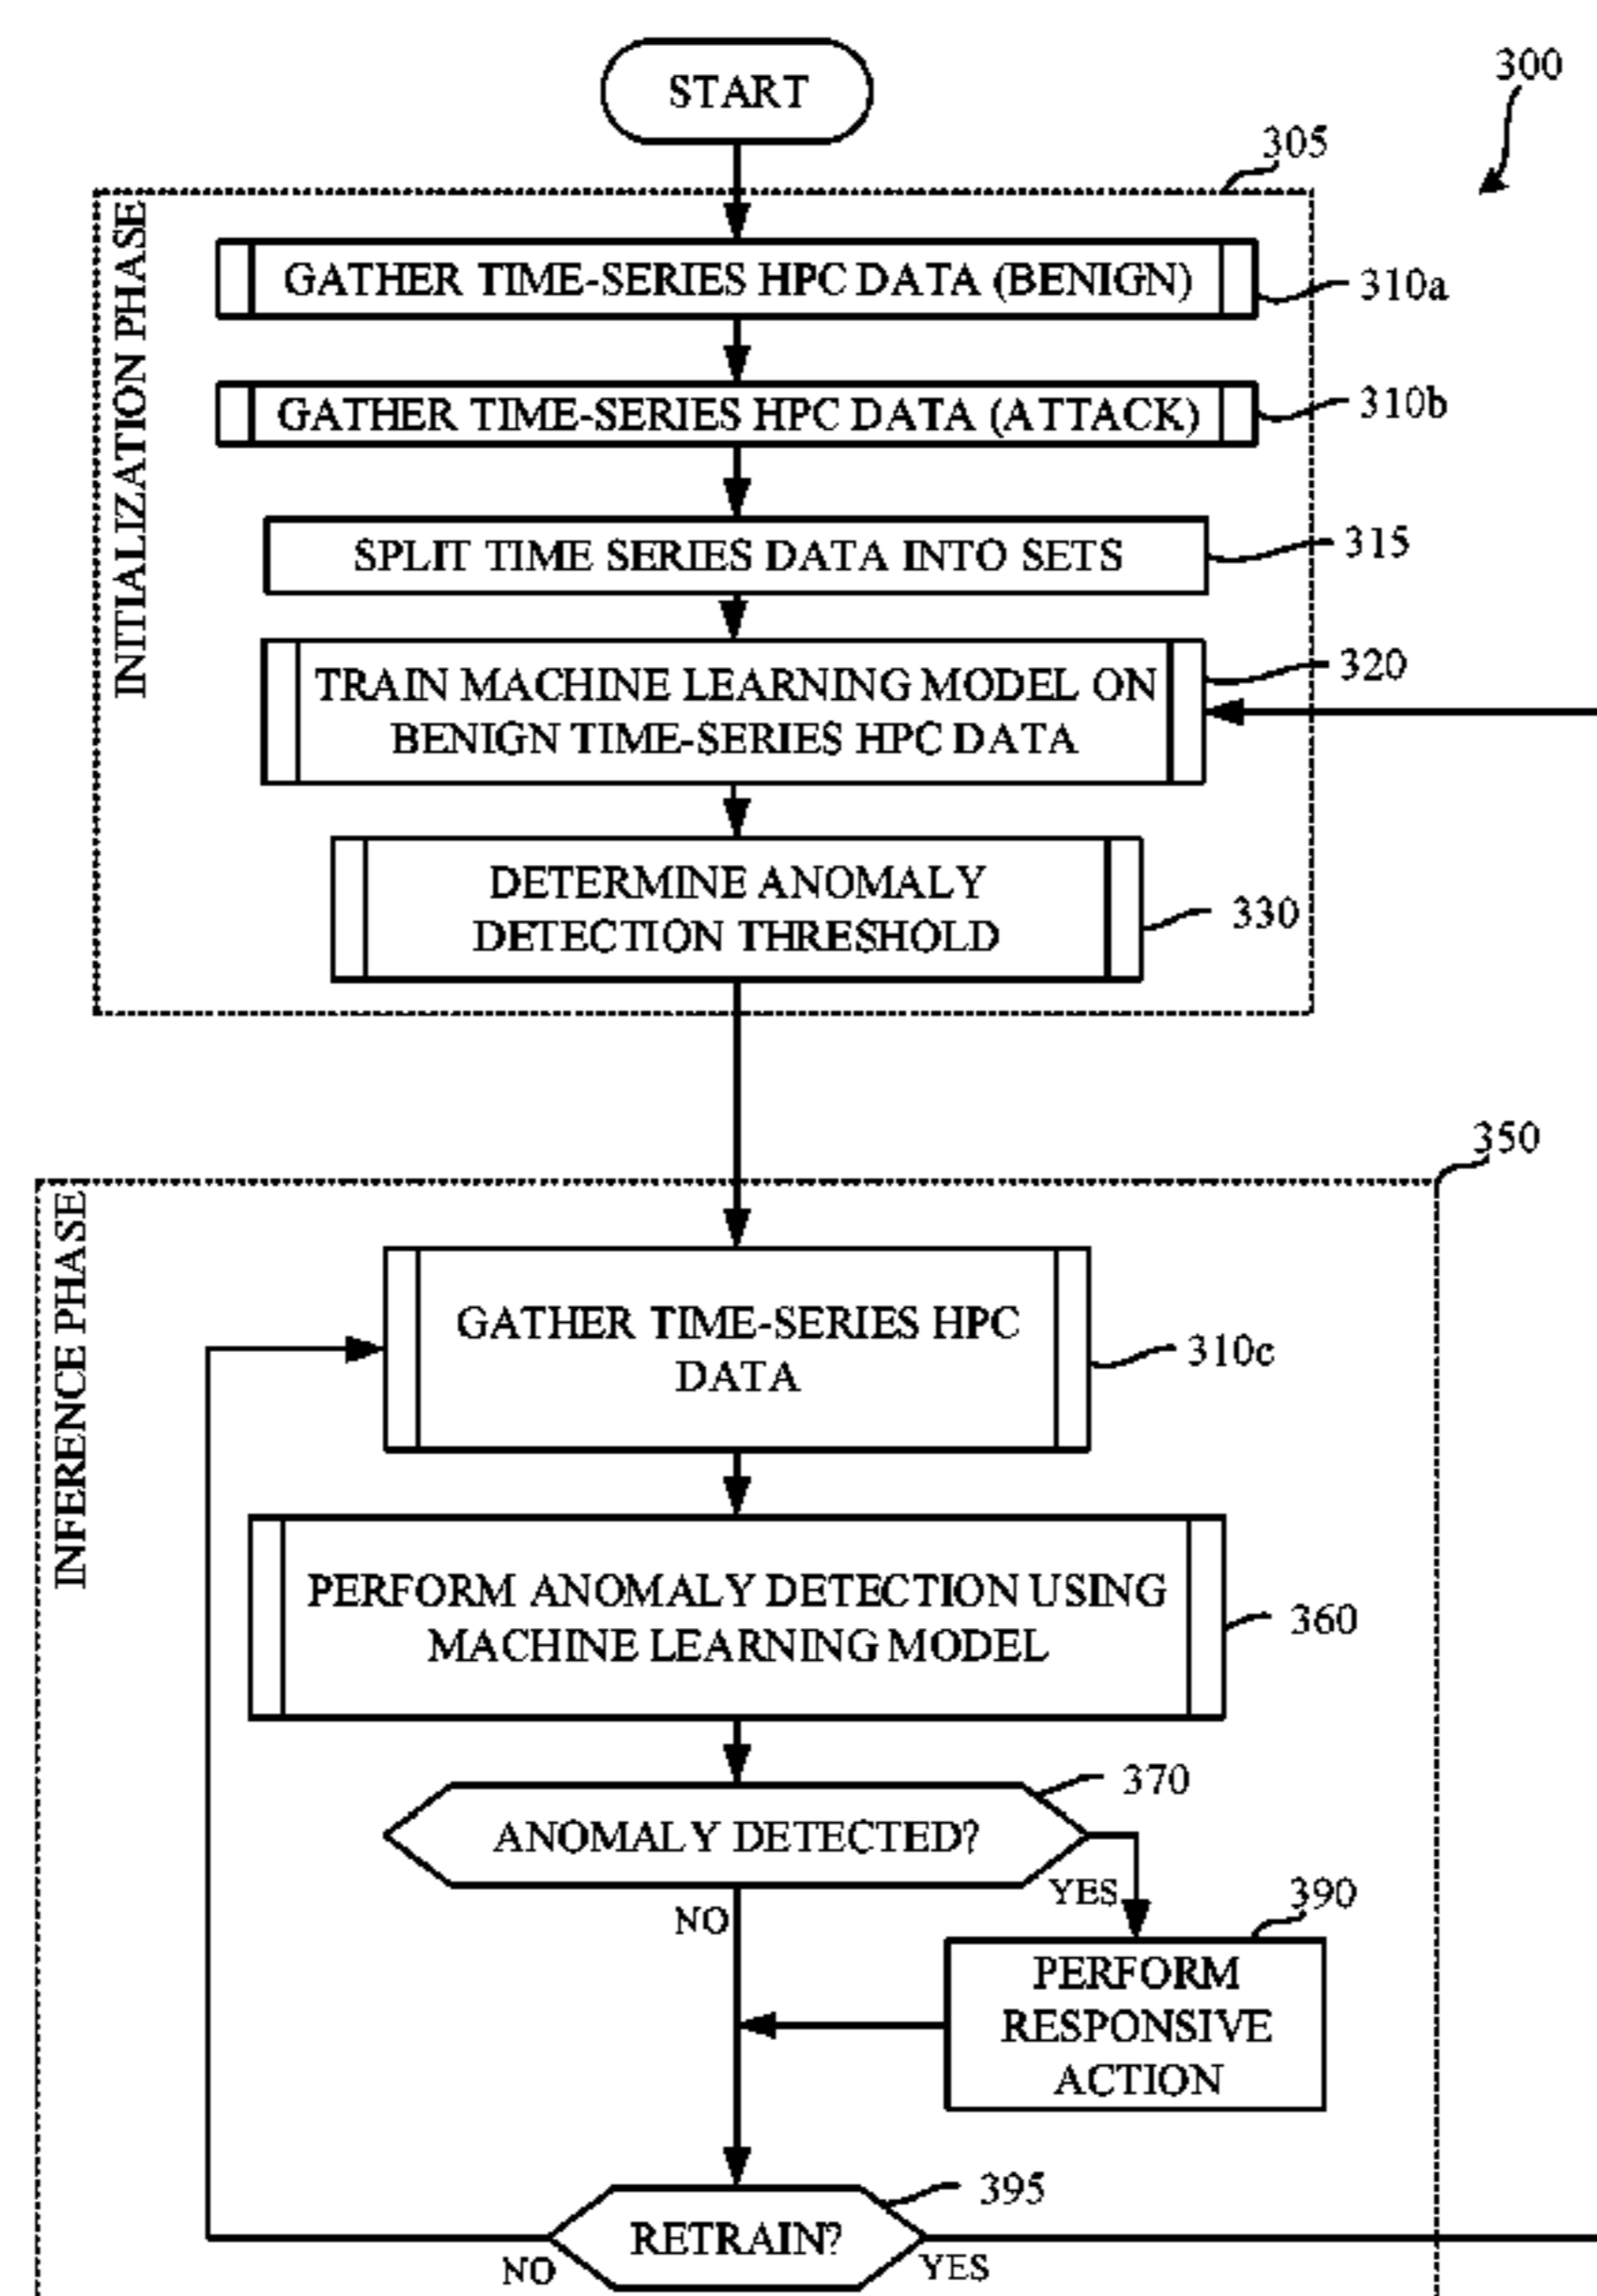 START
300
305
INITIALIZATION PHASE
GATHER TIME-SERIES HPC DATA (BENIGN)
310a
GATHER TIME-SERIES HPC DATA (ATTACK)
310b
SPLIT TIME SERIES DATA INTO SETS
315
TRAIN MACHINE LEARNING MODEL ON
BENIGN TIME-SERIES HPC DATA
320
DETERMINE ANOMALY
DETECTION THRESHOLD
330
350
INFERENCE PHASE
GATHER TIME-SERIES HPC
DATA
310c
PERFORM ANOMALY DETECTION USING
MACHINE LEARNING MODEL
360
370
ANOMALY DETECTED?
YES
NO
390
PERFORM
RESPONSIVE
ACTION
395
RETRAIN?
NO
YES